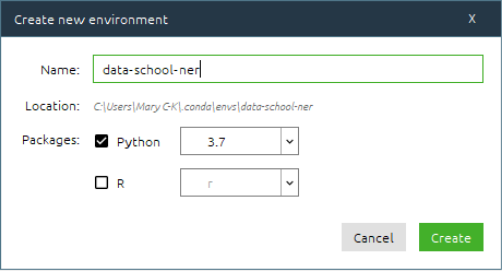 Create new environment X
Name: data-school-ner
Location: C:\Users\Mary C-K\.conda\envs\data-school-ner
Packages: Python 3.7
R r
Cancel Create